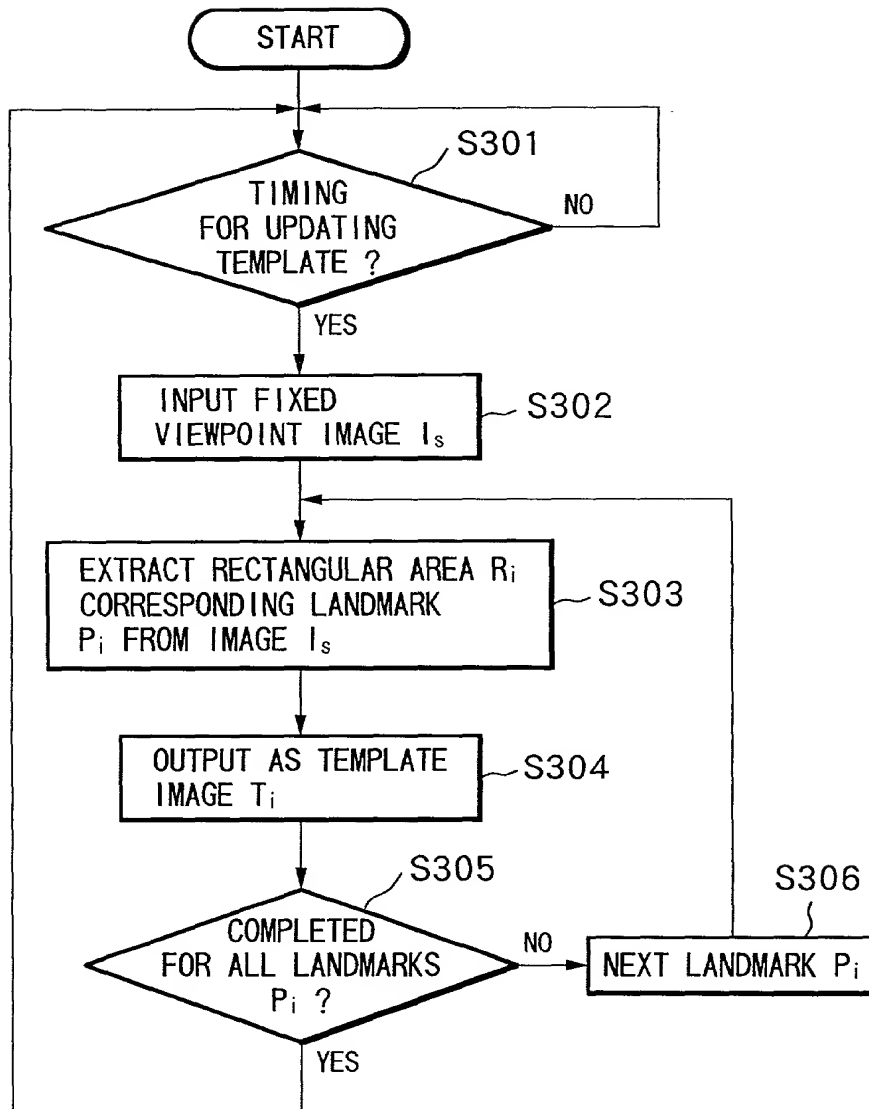 START
S301
TIMING
FOR UPDATING
TEMPLATE ?
NO
YES
INPUT FIXED
VIEWPOINT IMAGE Is
S302
EXTRACT RECTANGULAR AREA Ri
CORRESPONDING LANDMARK
Pi FROM IMAGE Is
S303
OUTPUT AS TEMPLATE
IMAGE Ti
S304
S305
COMPLETED
FOR ALL LANDMARKS
Pi ?
NO
S306
NEXT LANDMARK Pi
YES